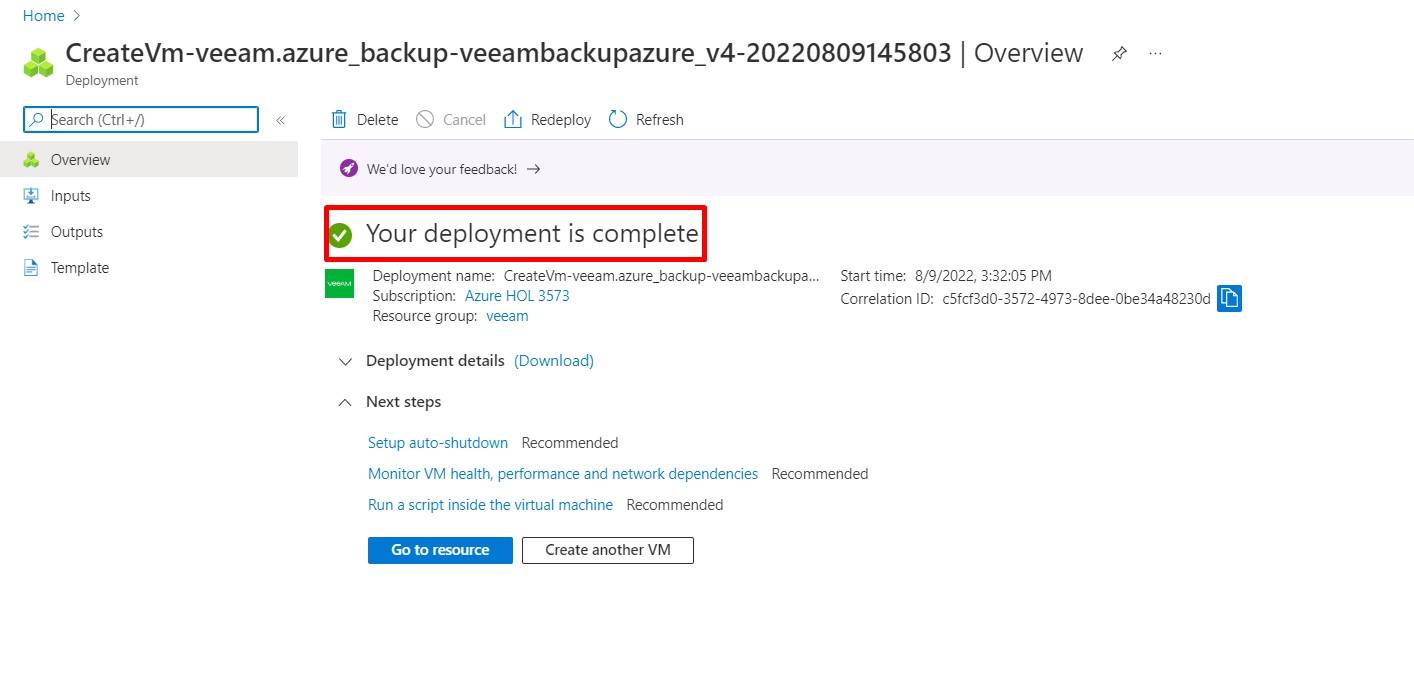 Home
CreateVm-veeam.azure_backup-veeambackupazure_v4-20220809145803 | Overview
Deployment
Search (Ctrl+/)
«
Delete Cancel Redeploy Refresh
Overview
Inputs
Outputs
Template
We'd love your feedback! →
Your deployment is complete
veeAM
Deployment name: CreateVm-veeam.azure_backup-veeambackupa...
Subscription: Azure HOL 3573
Resource group: veeam
Start time: 8/9/2022, 3:32:05 PM
Correlation ID: c5fcf3d0-3572-4973-8dee-0be34a48230d
Deployment details (Download)
Next steps
Setup auto-shutdown Recommended
Monitor VM health, performance and network dependencies Recommended
Run a script inside the virtual machine Recommended
Go to resource Create another VM